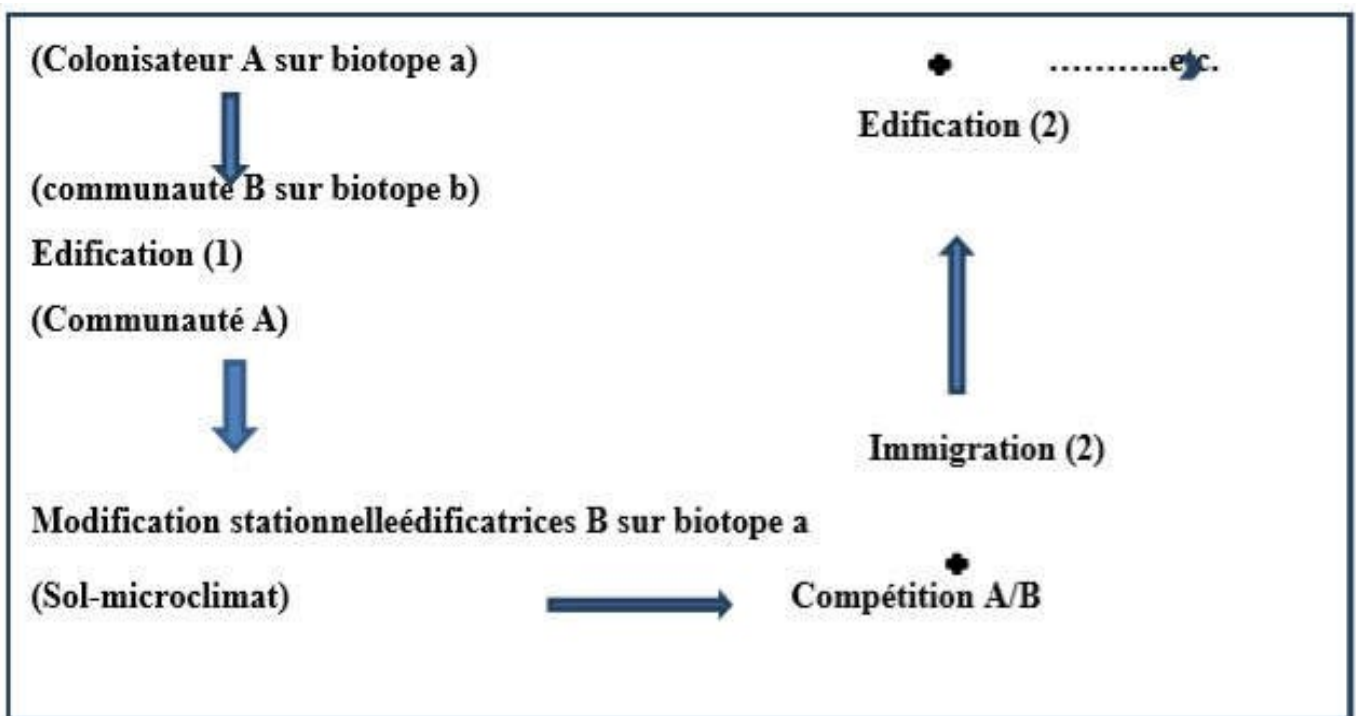 (Colonisateur A sur biotope a)
(communauté B sur biotope b)
Edification (1)
(Communauté A)
Modification stationnelleédificatrices B sur biotope a
(Sol-microclimat)
Compétition A/B
Immigration (2)
Edification (2)
………..etc.